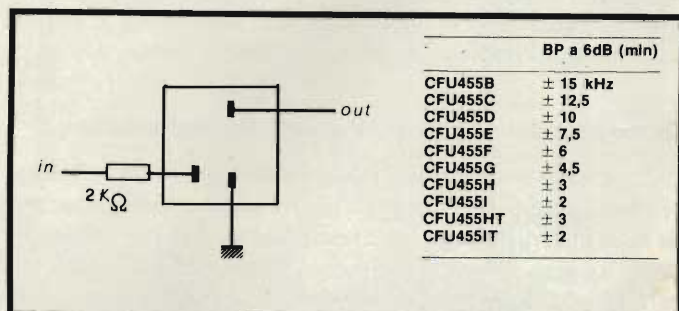 in
2 KΩ
out
BP a 6dB (min)
CFU455B ± 15 kHz
CFU455C ± 12,5
CFU455D ± 10
CFU455E ± 7,5
CFU455F ± 6
CFU455G ± 4,5
CFU455H ± 3
CFU455I ± 2
CFU455HT ± 3
CFU455IT ± 2